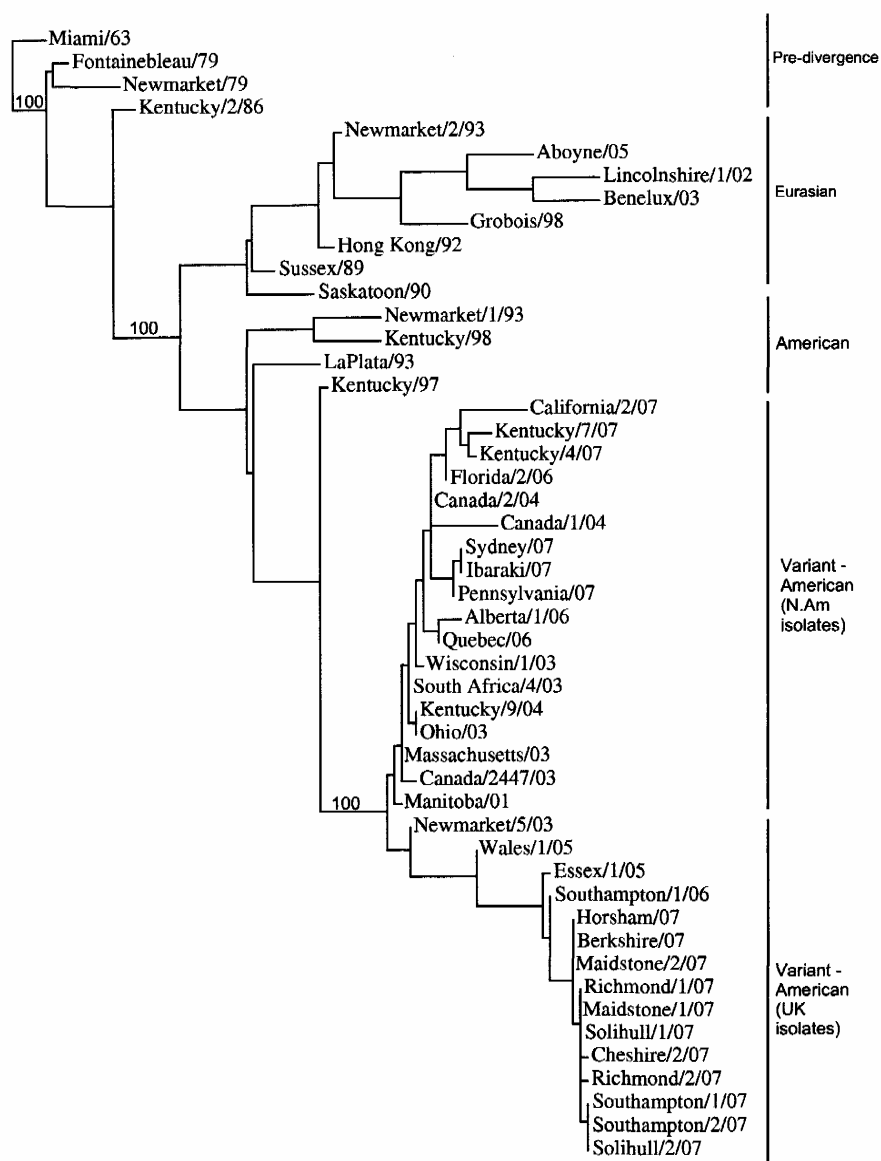 Miami/63
Fontainebleau/79
Newmarket/79
100
Kentucky/2/86
Pre-divergence
Newmarket/2/93
Aboyne/05
Lincolnshire/1/02
Benelux/03
Grobois/98
Hong Kong/92
Sussex/89
Saskatoon/90
Eurasian
100
Newmarket/1/93
Kentucky/98
LaPlata/93
Kentucky/97
American
California/2/07
Kentucky/7/07
Kentucky/4/07
Florida/2/06
Canada/2/04
Canada/1/04
Sydney/07
Ibaraki/07
Pennsylvania/07
Alberta/1/06
Quebec/06
Wisconsin/1/03
South Africa/4/03
Kentucky/9/04
Ohio/03
Massachusetts/03
Canada/2447/03
Manitoba/01
Variant -
American
(N.Am
isolates)
100
Newmarket/5/03
Wales/1/05
Essex/1/05
Southampton/1/06
Horsham/07
Berkshire/07
Maidstone/2/07
Richmond/1/07
Maidstone/1/07
Solihull/1/07
Cheshire/2/07
Richmond/2/07
Southampton/1/07
Southampton/2/07
Solihull/2/07
Variant -
American
(UK
isolates)